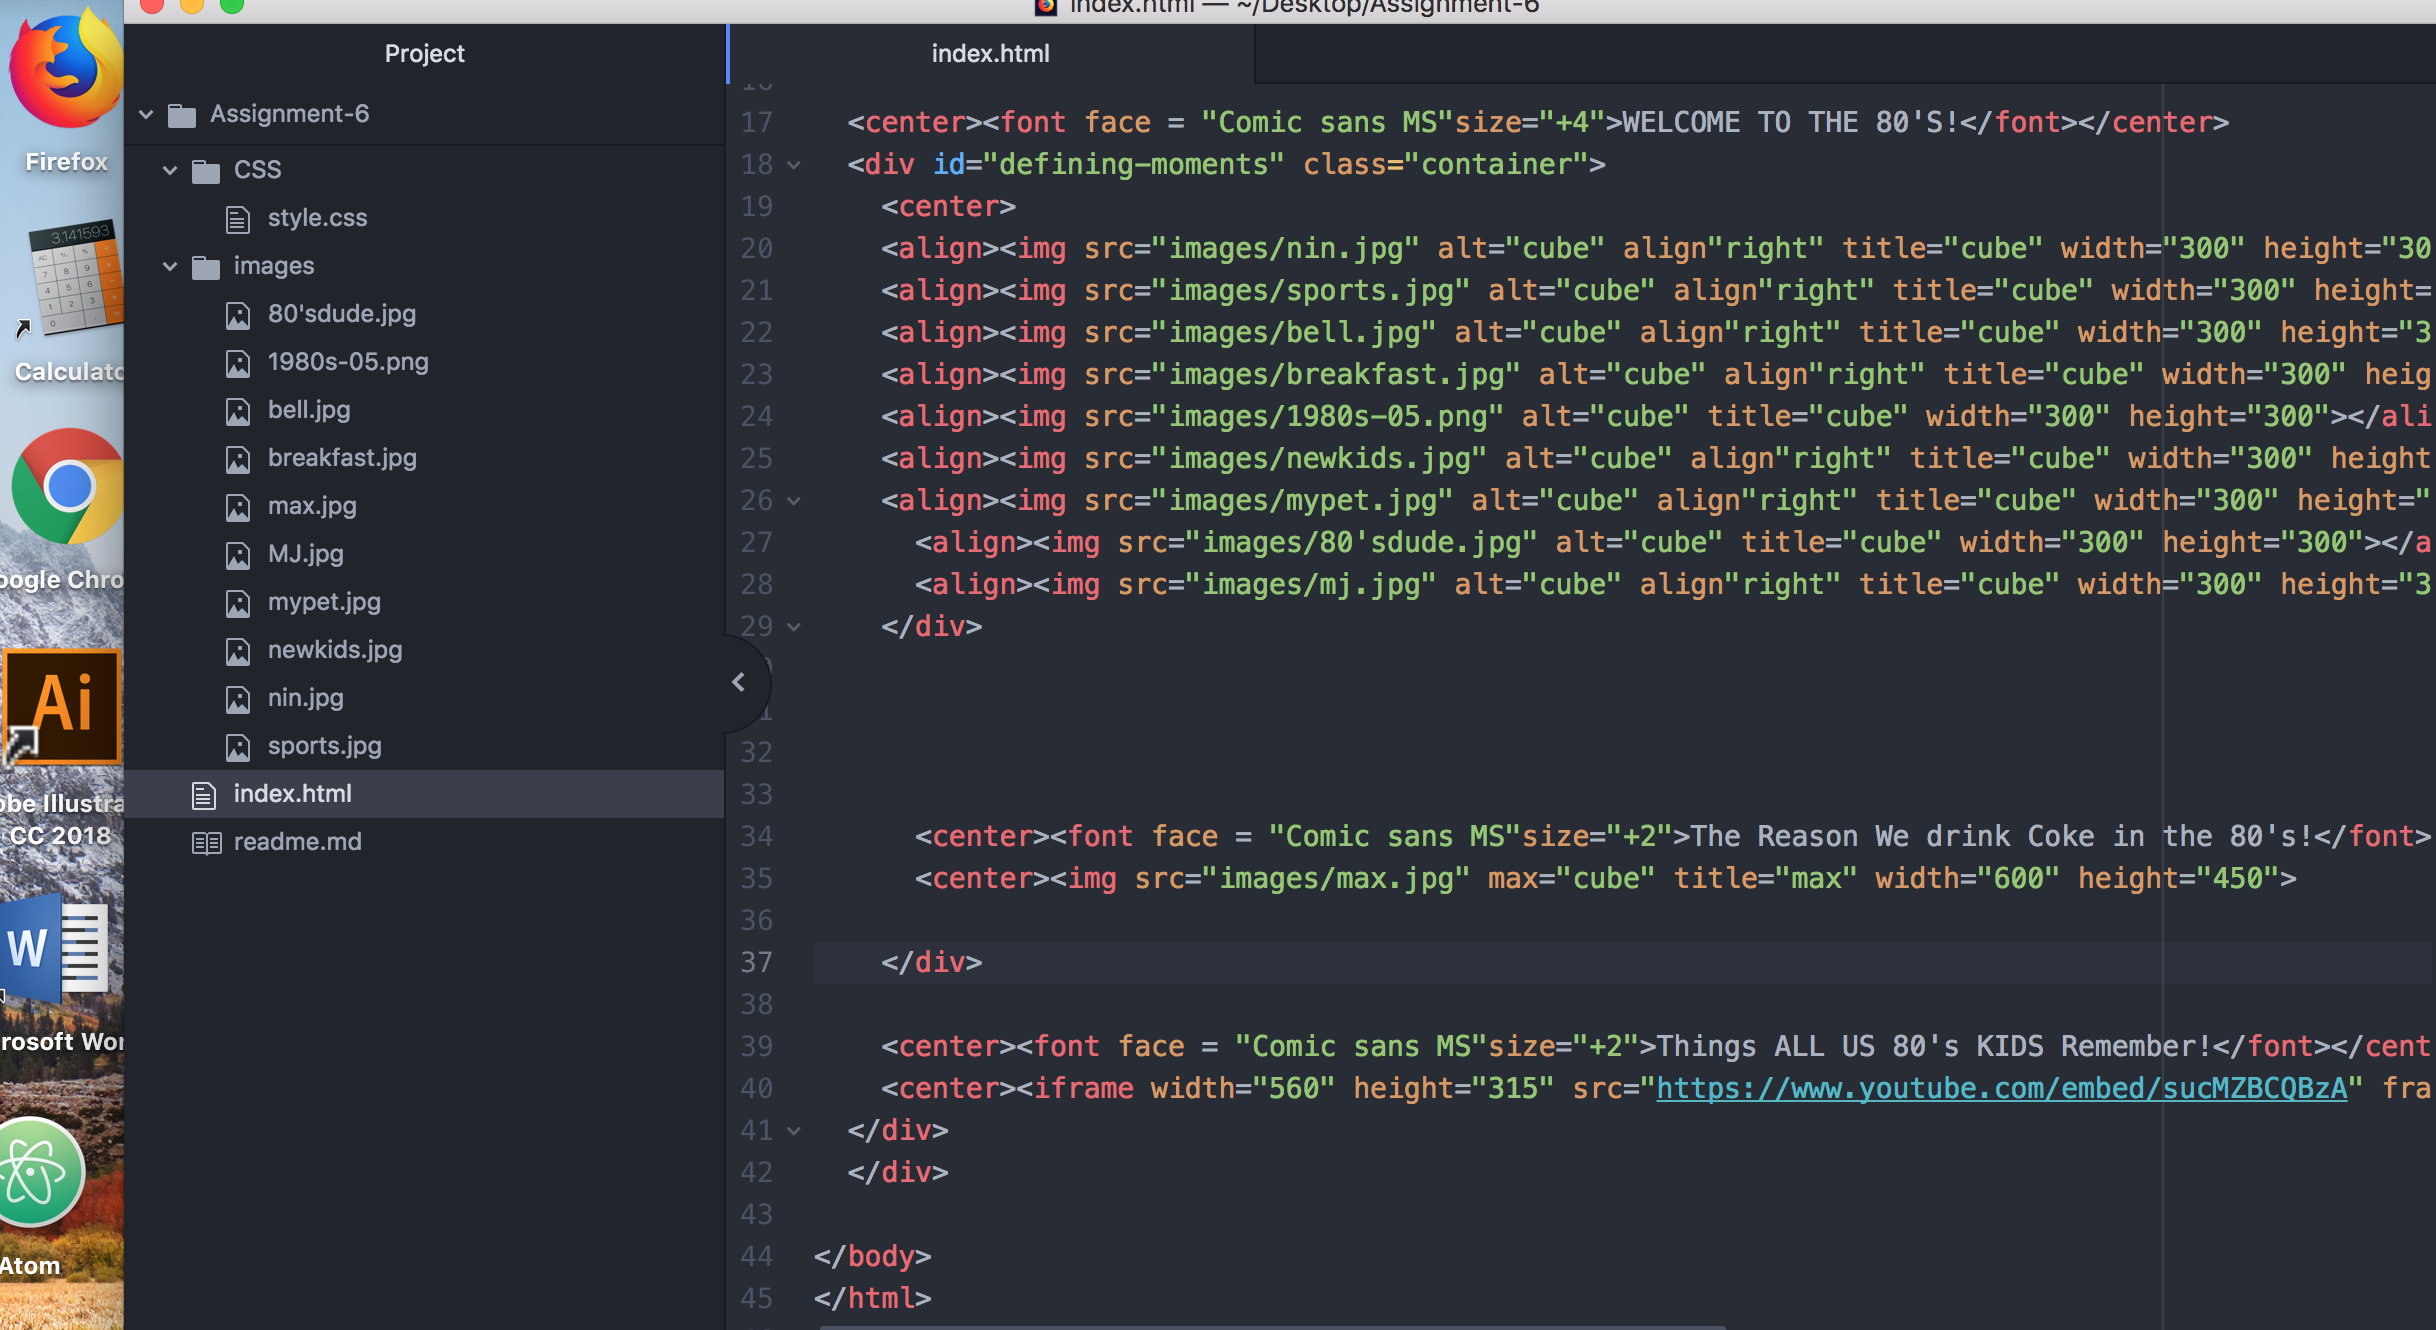 index.html — ~/Desktop/Assignment-6
Project
index.html
Assignment-6
CSS
style.css
images
80'sdude.jpg
1980s-05.png
bell.jpg
breakfast.jpg
max.jpg
MJ.jpg
mypet.jpg
newkids.jpg
nin.jpg
sports.jpg
index.html
readme.md
16
17 <center><font face = "Comic sans MS"size="+4">WELCOME TO THE 80'S!</font></center>
18 <div id="defining-moments" class="container">
19 <center>
20 <align><img src="images/nin.jpg" alt="cube" align"right" title="cube" width="300" height="30
21 <align><img src="images/sports.jpg" alt="cube" align"right" title="cube" width="300" height=
22 <align><img src="images/bell.jpg" alt="cube" align"right" title="cube" width="300" height="3
23 <align><img src="images/breakfast.jpg" alt="cube" align"right" title="cube" width="300" heig
24 <align><img src="images/1980s-05.png" alt="cube" title="cube" width="300" height="300"></ali
25 <align><img src="images/newkids.jpg" alt="cube" align"right" title="cube" width="300" height
26 <align><img src="images/mypet.jpg" alt="cube" align"right" title="cube" width="300" height="
27 <align><img src="images/80'sdude.jpg" alt="cube" title="cube" width="300" height="300"></a
28 <align><img src="images/mj.jpg" alt="cube" align"right" title="cube" width="300" height="3
29 </div>
32
33
34 <center><font face = "Comic sans MS"size="+2">The Reason We drink Coke in the 80's!</font>
35 <center><img src="images/max.jpg" max="cube" title="max" width="600" height="450">
36
37 </div>
38
39 <center><font face = "Comic sans MS"size="+2">Things ALL US 80's KIDS Remember!</font></cent
40 <center><iframe width="560" height="315" src="https://www.youtube.com/embed/sucMZBCQBzA" fra
41 </div>
42 </div>
43
44 </body>
45 </html>
Firefox
3.141593
Calculato
oogle Chro
Ai
obe Illustra
CC 2018
W
rosoft Wor
Atom